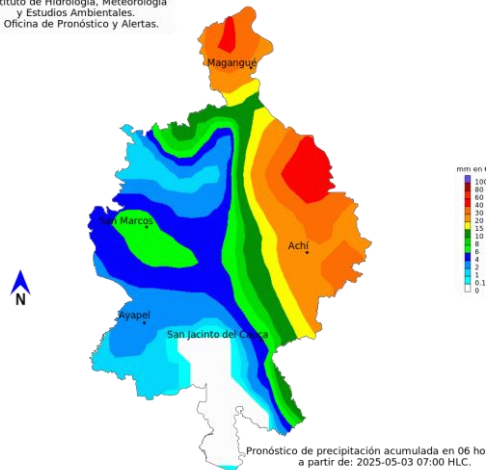 tituto de Hidrología, Meteorología
y Estudios Ambientales.
Oficina de Pronóstico y Alertas.
Magangué
mm en
100
80
60
40
30
20
15
10
8
6
4
2
1
0.1
0
San Marcos
Achí
N
Ayapel
San Jacinto del Cauca
Pronóstico de precipitación acumulada en 06 ho
a partir de: 2025-05-03 07:00 HLC.